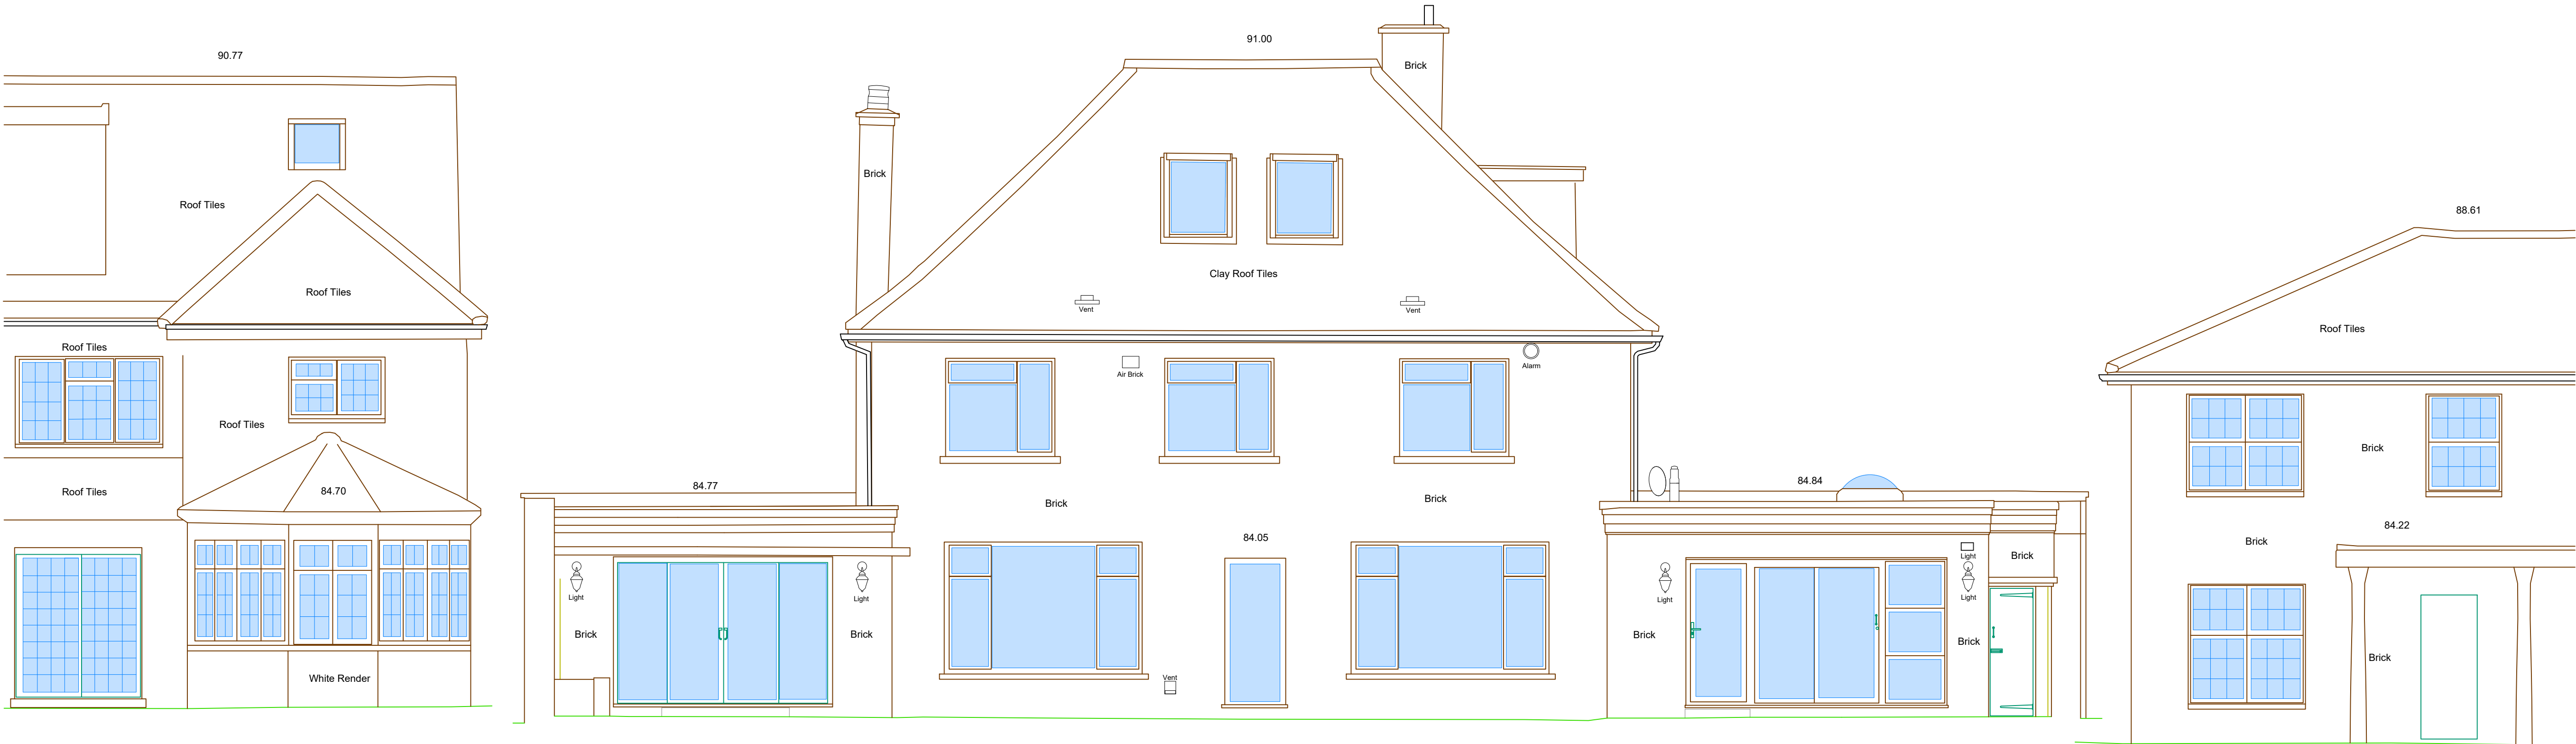 90.77
Roof Tiles
Roof Tiles
Roof Tiles
Roof Tiles
Roof Tiles
84.70
White Render
91.00
Brick
Brick
Clay Roof Tiles
Vent
Vent
Air Brick
Alarm
84.77
Brick
Brick
84.05
84.84
Light
Light
Light
Light
Light
Brick
Brick
Brick
Brick
Brick
Vent
88.61
Roof Tiles
Brick
84.22
Brick
Brick